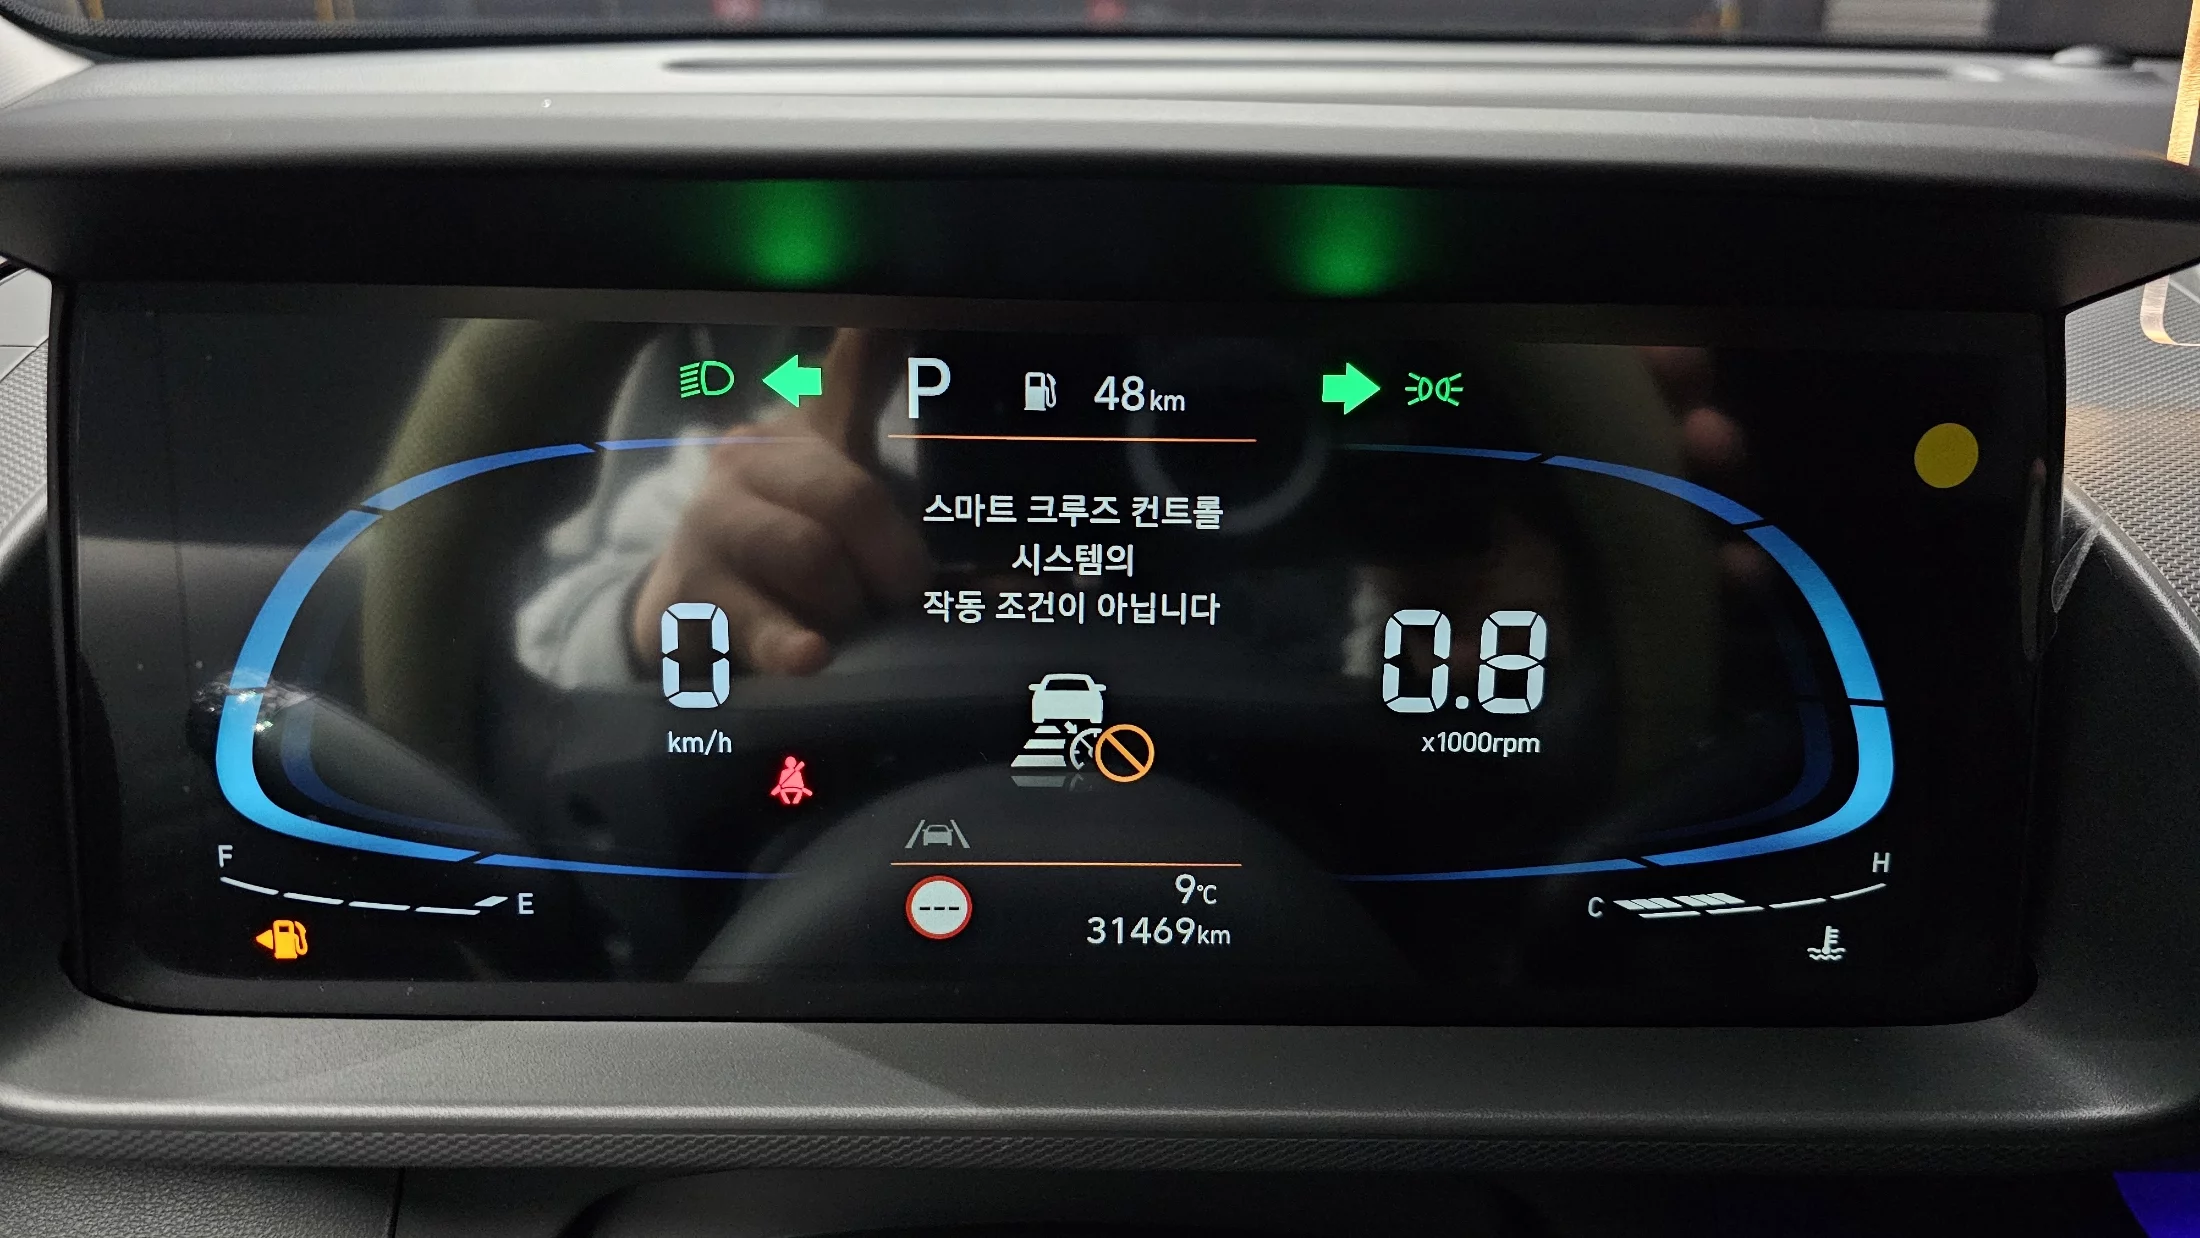 P 48km
스마트 크루즈 컨트롤
시스템의
작동 조건이 아닙니다
0
km/h
0.8
x1000rpm
F
E
---
9℃
31469km
C
H